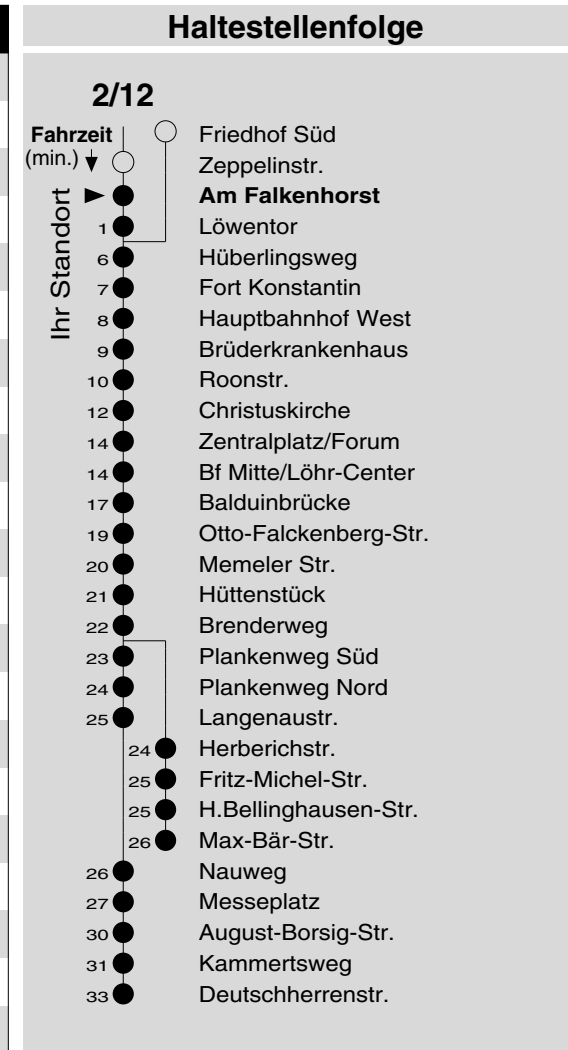 Haltestellenfolge
2/12
Fahrzeit
(min.)
Ihr Standort
Friedhof Süd
Zeppelinstr.
Am Falkenhorst
1 Löwentor
6 Hüberlingsweg
7 Fort Konstantin
8 Hauptbahnhof West
9 Brüderkrankenhaus
10 Roonstr.
12 Christuskirche
14 Zentralplatz/Forum
14 Bf Mitte/Löhr-Center
17 Balduinbrücke
19 Otto-Falckenberg-Str.
20 Memeler Str.
21 Hüttenstück
22 Brenderweg
23 Plankenweg Süd
24 Plankenweg Nord
25 Langenaustr.
24 Herberichstr.
25 Fritz-Michel-Str.
25 H.Bellinghausen-Str.
26 Max-Bär-Str.
26 Nauweg
27 Messeplatz
30 August-Borsig-Str.
31 Kammertsweg
33 Deutschherrenstr.